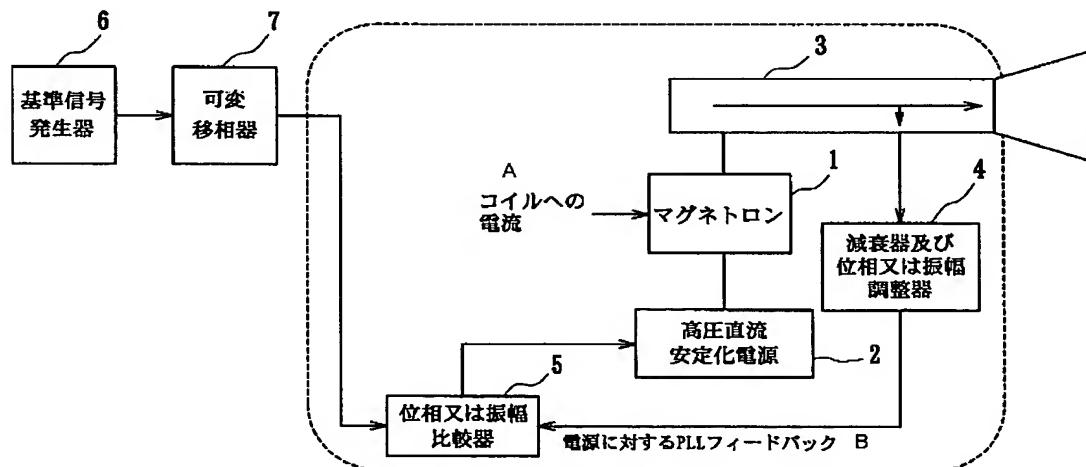 6
7
3
基準信号
発生器
可変
移相器
A
コイルへの
電流
1
マグネトロン
4
減衰器及び
位相又は振幅
調整器
高圧直流
安定化電源
2
5
位相又は振幅
比較器
電源に対するPLLフィードバック B